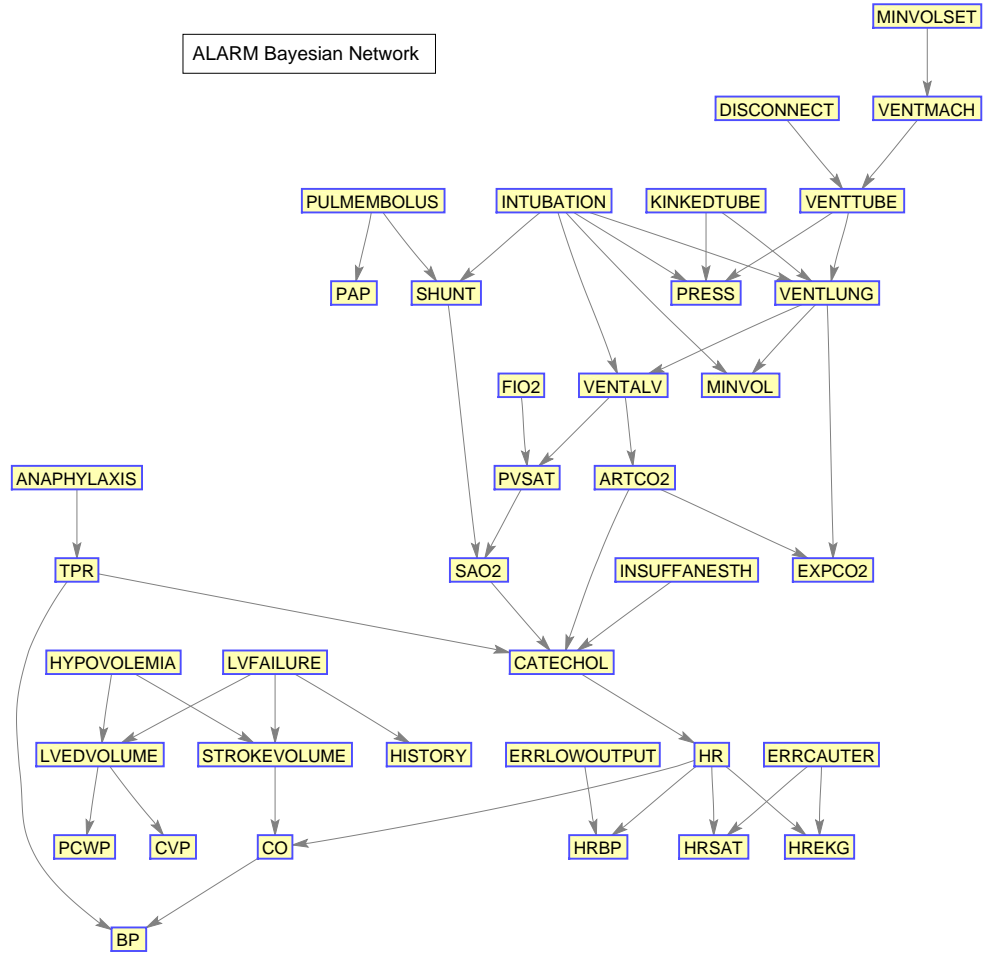 MINVOLSET
ALARM Bayesian Network
DISCONNECT
VENTMACH
PULMEMBOLUS
INTUBATION
KINKEDTUBE
VENTTUBE
PAP
SHUNT
PRESS
VENTLUNG
FIO2
VENTALV
MINVOL
ANAPHYLAXIS
PVSAT
ARTCO2
TPR
SAO2
INSUFFANESTH
EXPCO2
HYPOVOLEMIA
LVFAILURE
CATECHOL
LVEDVOLUME
STROKEVOLUME
HISTORY
ERRLOWOUTPUT
HR
ERRCAUTER
PCWP
CVP
CO
HRBP
HRSAT
HREKG
BP